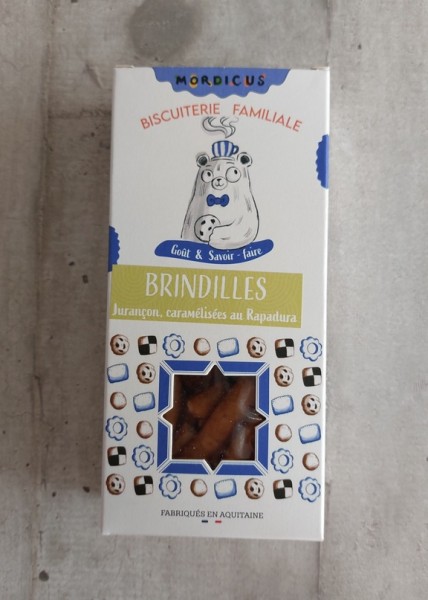 MORDICUS
BISCUITERIE FAMILIALE
Goût & Savoir-faire
BRINDILLES
Jurançon, caramélisées au Rapadura
FABRIQUÉS EN AQUITAINE